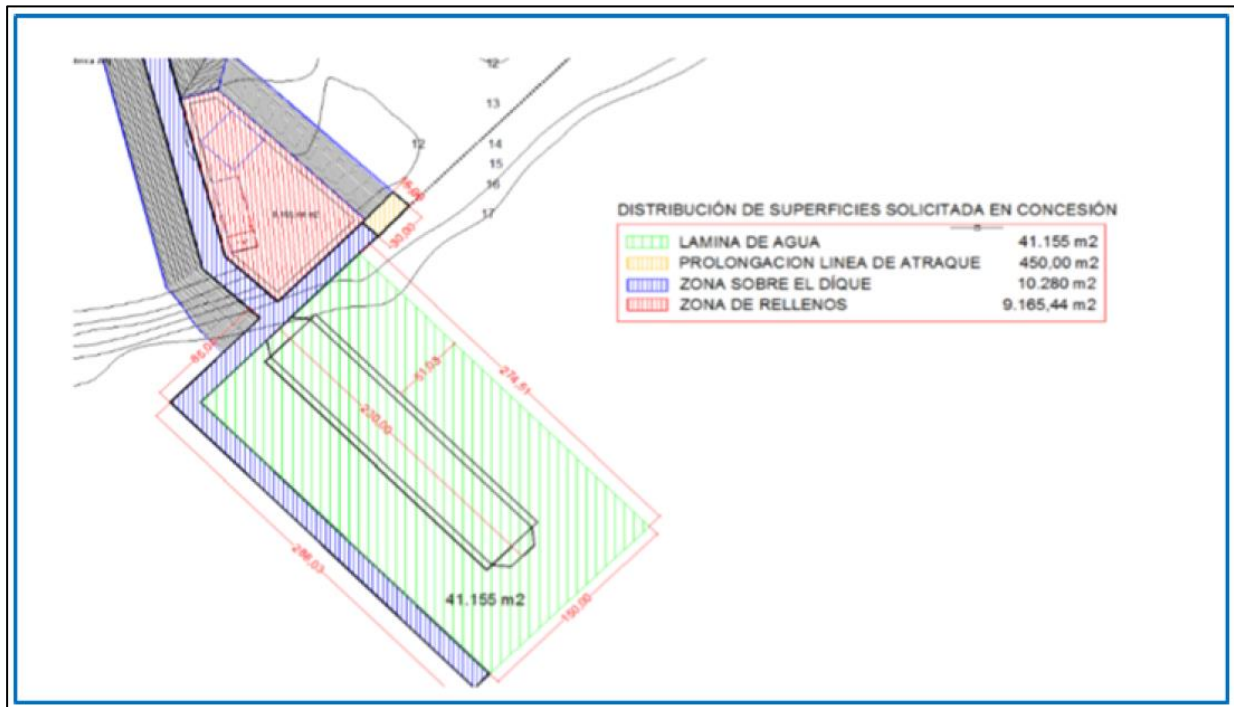 12
13
14
15
16
17
12
30,00
DISTRIBUCIÓN DE SUPERFICIES SOLICITADA EN CONCESIÓN
LAMINA DE AGUA 41.155 m2
PROLONGACION LINEA DE ATRAQUE 450,00 m2
ZONA SOBRE EL DÍQUE 10.280 m2
ZONA DE RELLENOS 9.165,44 m2
51,03
274,51
230,00
286,03
41.155 m2
150,00